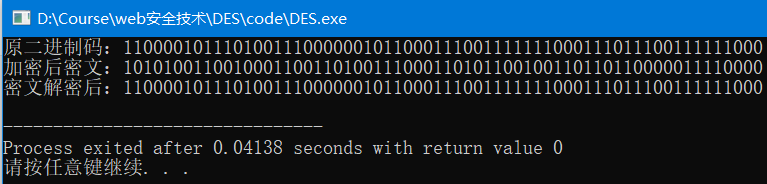 D:\Course\web安全技术\DES\code\DES.exe
原二进制码：1100001011101001110000001011000111001111111000111011100111111000
加密后密文：1010100110010001100110100111000110101100100110110110000011110000
密文解密后：1100001011101001110000001011000111001111111000111011100111111000
--------------------------------
Process exited after 0.04138 seconds with return value 0
请按任意键继续. . .